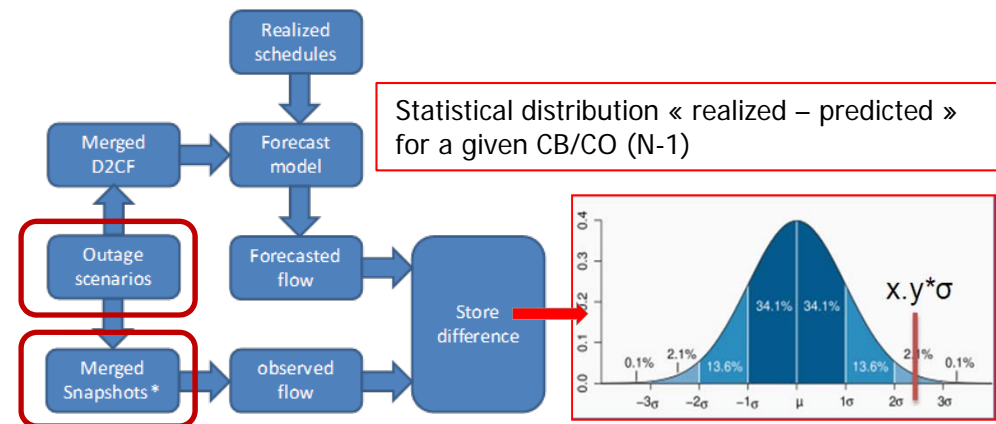 Realized
schedules
Statistical distribution « realized – predicted »
for a given CB/CO (N-1)
Merged
D2CF
Forecast
model
Outage
scenarios
Forecasted
flow
Store
difference
Merged
Snapshots *
observed
flow
0.4
0.3
0.2
0.1
0.0
x.y*σ
34.1% 34.1%
0.1% 2.1% 13.6% 13.6% 2.1% 0.1%
−3σ −2σ −1σ μ 1σ 2σ 3σ